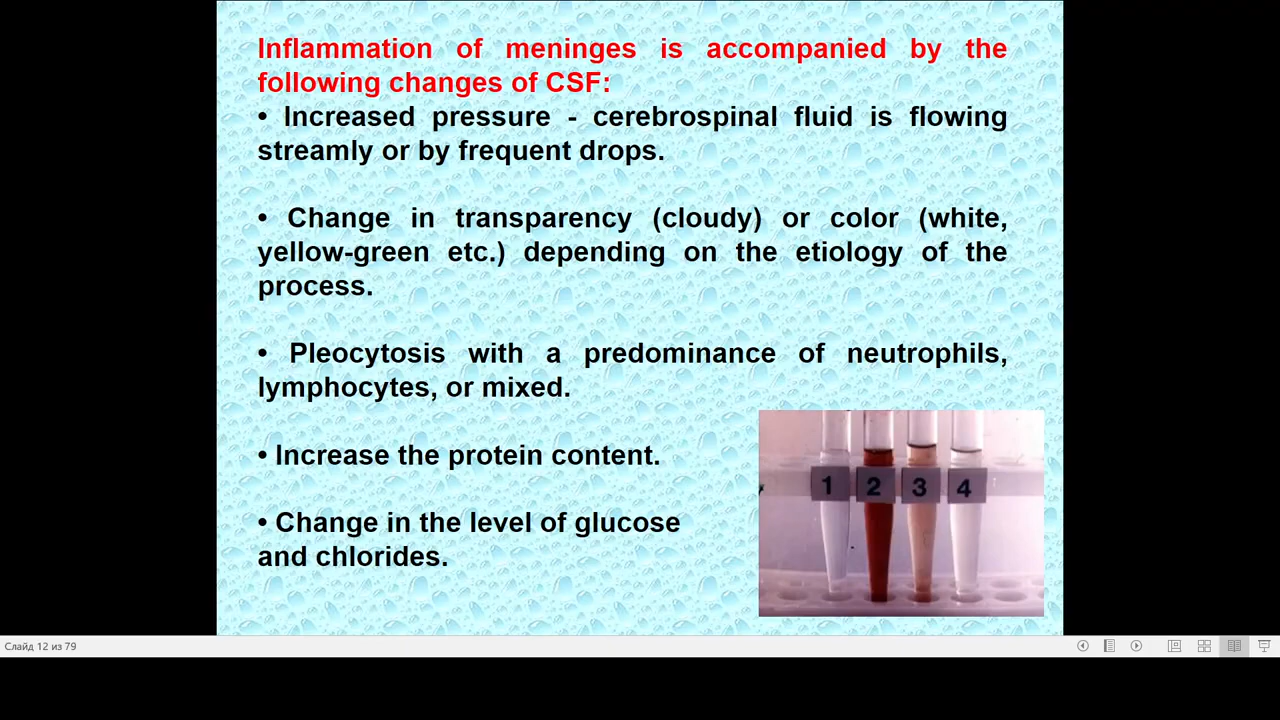 Inflammation of meninges is accompanied by the
following changes of CSF:
• Increased pressure - cerebrospinal fluid is flowing
streamly or by frequent drops.
• Change in transparency (cloudy) or color (white,
yellow-green etc.) depending on the etiology of the
process.
• Pleocytosis with a predominance of neutrophils,
lymphocytes, or mixed.
• Increase the protein content.
• Change in the level of glucose
and chlorides.
1 2 3 4
Слайд 12 из 79